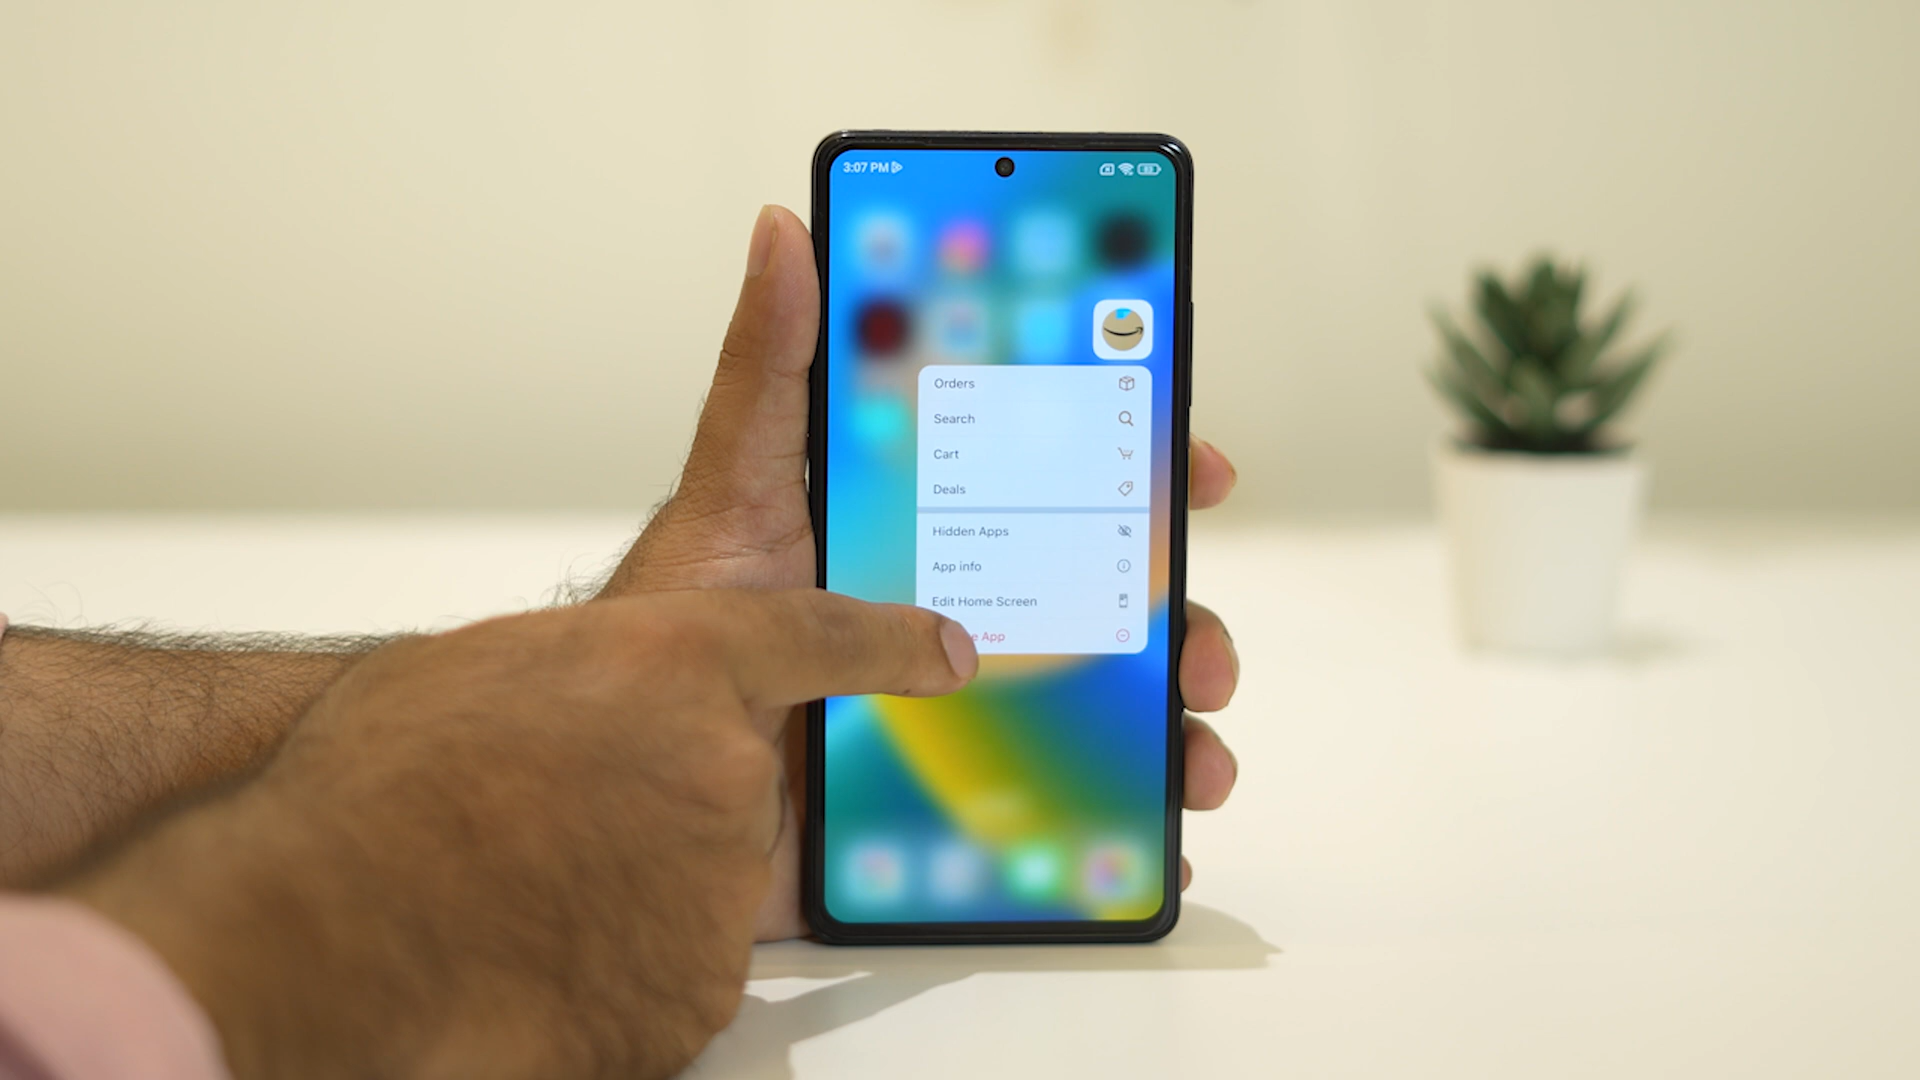 3:07 PM
Orders
Search
Cart
Deals
Hidden Apps
App info
Edit Home Screen
App